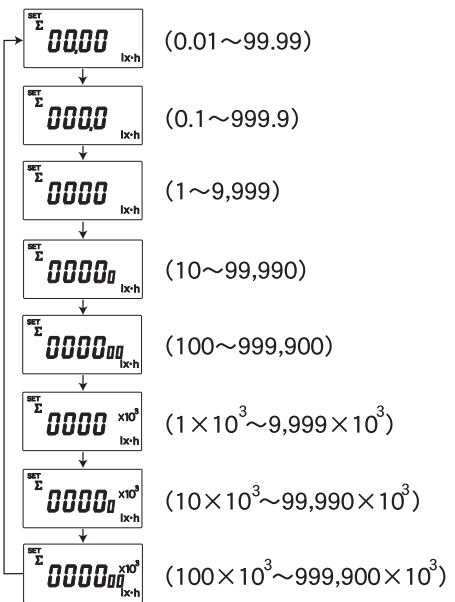 SET
Σ 00.00 lx·h (0.01～99.99)
SET
Σ 000.0 lx·h (0.1～999.9)
SET
Σ 0000 lx·h (1～9,999)
SET
Σ 00000 lx·h (10～99,990)
SET
Σ 000000 lx·h (100～999,900)
SET
Σ 0000 ×10³ lx·h (1×10³～9,999×10³)
SET
Σ 00000 ×10³ lx·h (10×10³～99,990×10³)
SET
Σ 000000 ×10³ lx·h (100×10³～999,900×10³)